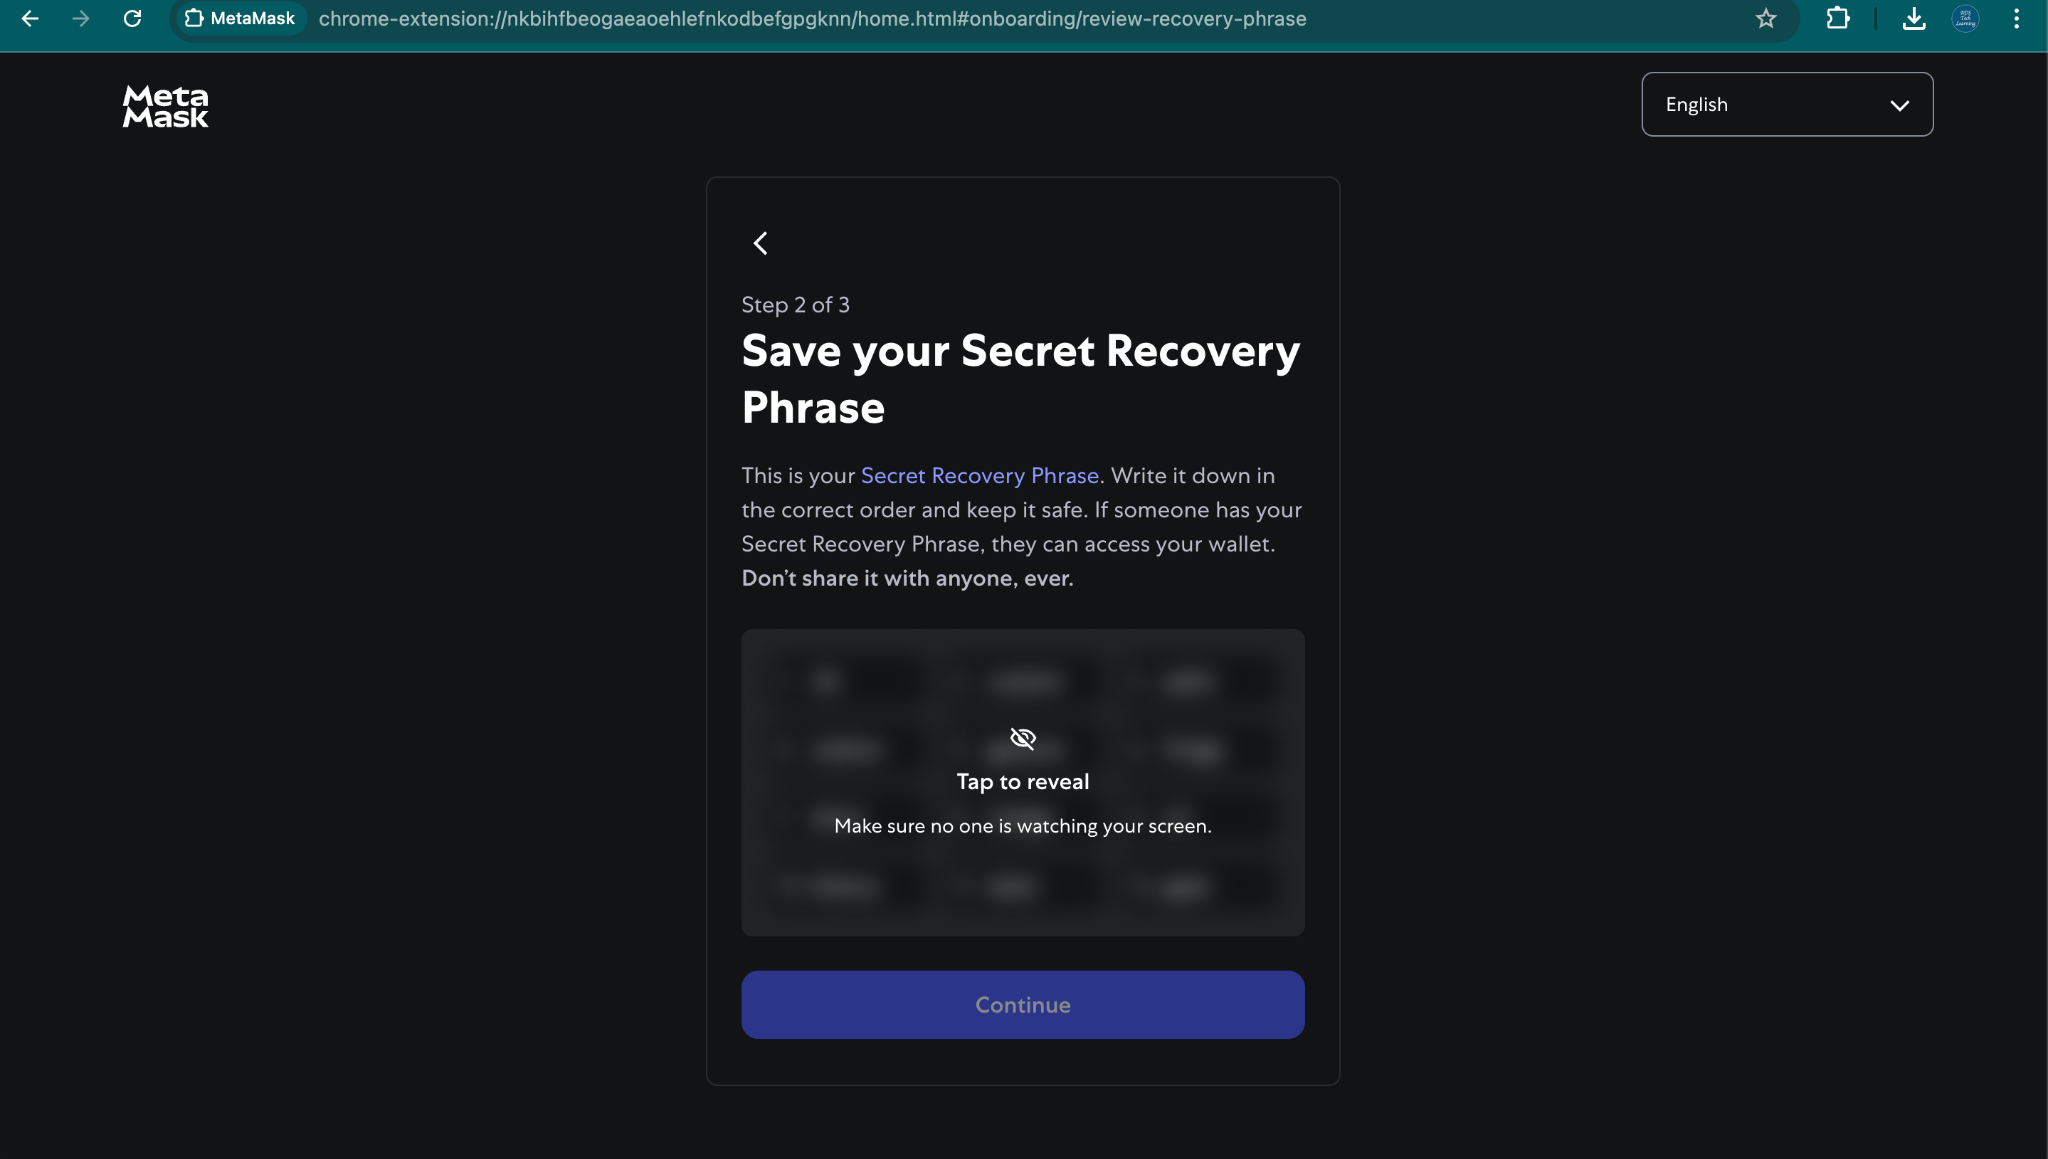 MetaMask
chrome-extension://nkbihfbeogaeaoehlefnkodbefgpgknn/home.html#onboarding/review-recovery-phrase
Meta
Mask
English
Step 2 of 3
Save your Secret Recovery
Phrase
This is your Secret Recovery Phrase. Write it down in
the correct order and keep it safe. If someone has your
Secret Recovery Phrase, they can access your wallet.
Don't share it with anyone, ever.
Tap to reveal
Make sure no one is watching your screen.
Continue